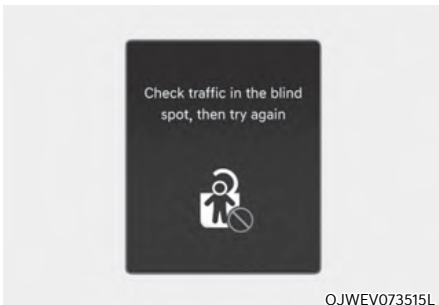 Check traffic in the blind
spot, then try again
OJWEV073515L